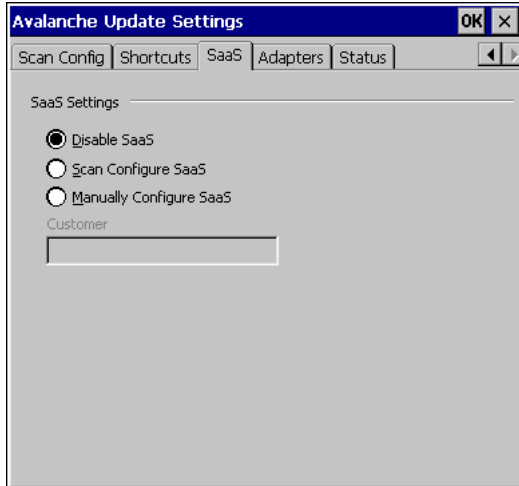 Avalanche Update Settings OK ×
Scan Config Shortcuts SaaS Adapters Status
SaaS Settings
Disable SaaS
Scan Configure SaaS
Manually Configure SaaS
Customer